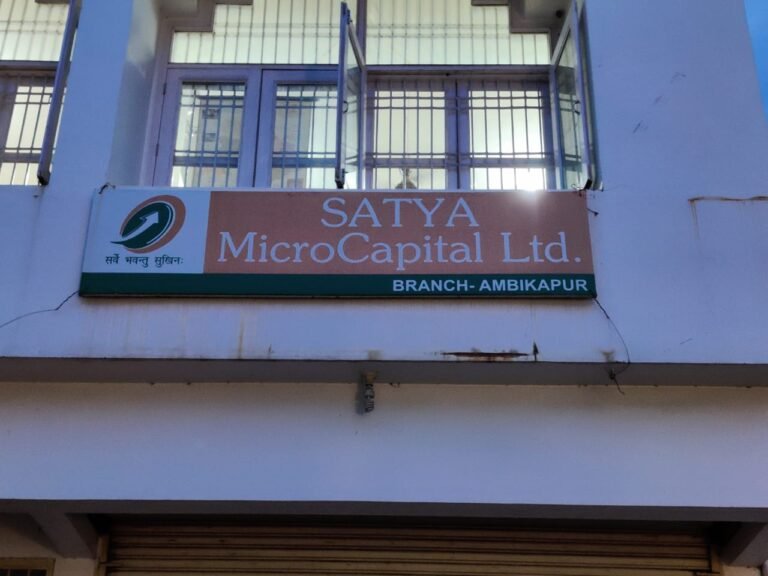 SATYA
MicroCapital Ltd.
सर्वे भवन्तु सुखिनः
BRANCH- AMBIKAPUR